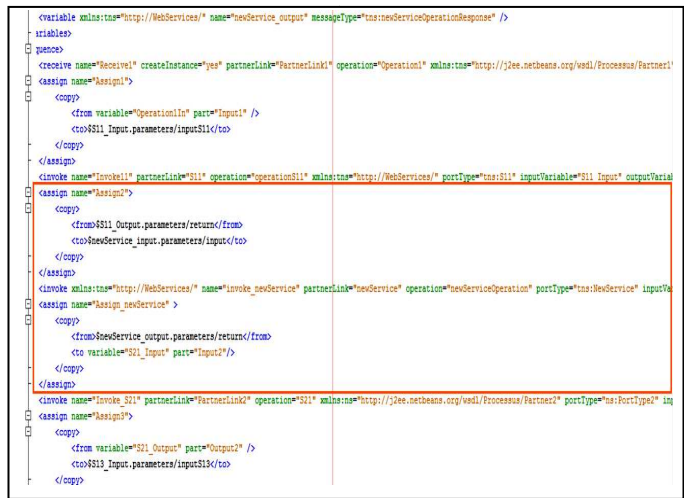 <variable xmlns:tns="http://WebServices/" name="newService_output" messageType="tns:newServiceOperationResponse" />
ariables>
quence>
<receive name="Receive1" createInstance="yes" partnerLink="PartnerLink1" operation="Operation1" xmlns:tns="http://j2ee.netbeans.org/wsdl/Processus/Partner1"
<assign name="Assign1">
<copy>
<from variable="Operation1In" part="Input1" />
<to>$S11_Input.parameters/inputS11</to>
</copy>
</assign>
<invoke name="Invoke11" partnerLink="S11" operation="operationS11" xmlns:tns="http://WebServices/" portType="tns:S11" inputVariable="S11_Input" outputVariab
<assign name="Assign2">
<copy>
<from>$S11_Output.parameters/return</from>
<to>$newService_input.parameters/input</to>
</copy>
</assign>
<invoke xmlns:tns="http://WebServices/" name="invoke_newService" partnerLink="newService" operation="newServiceOperation" portType="tns:NewService" inputVa
<assign name="Assign_newService" >
<copy>
<from>$newService_output.parameters/return</from>
<to variable="S21_Input" part="Input2"/>
</copy>
</assign>
<invoke name="Invoke_S21" partnerLink="PartnerLink2" operation="S21" xmlns:ns="http://j2ee.netbeans.org/wsdl/Processus/Partner2" portType="ns:PortType2" inp
<assign name="Assign3">
<copy>
<from variable="S21_Output" part="Output2" />
<to>$S13_Input.parameters/inputS13</to>
</copy>